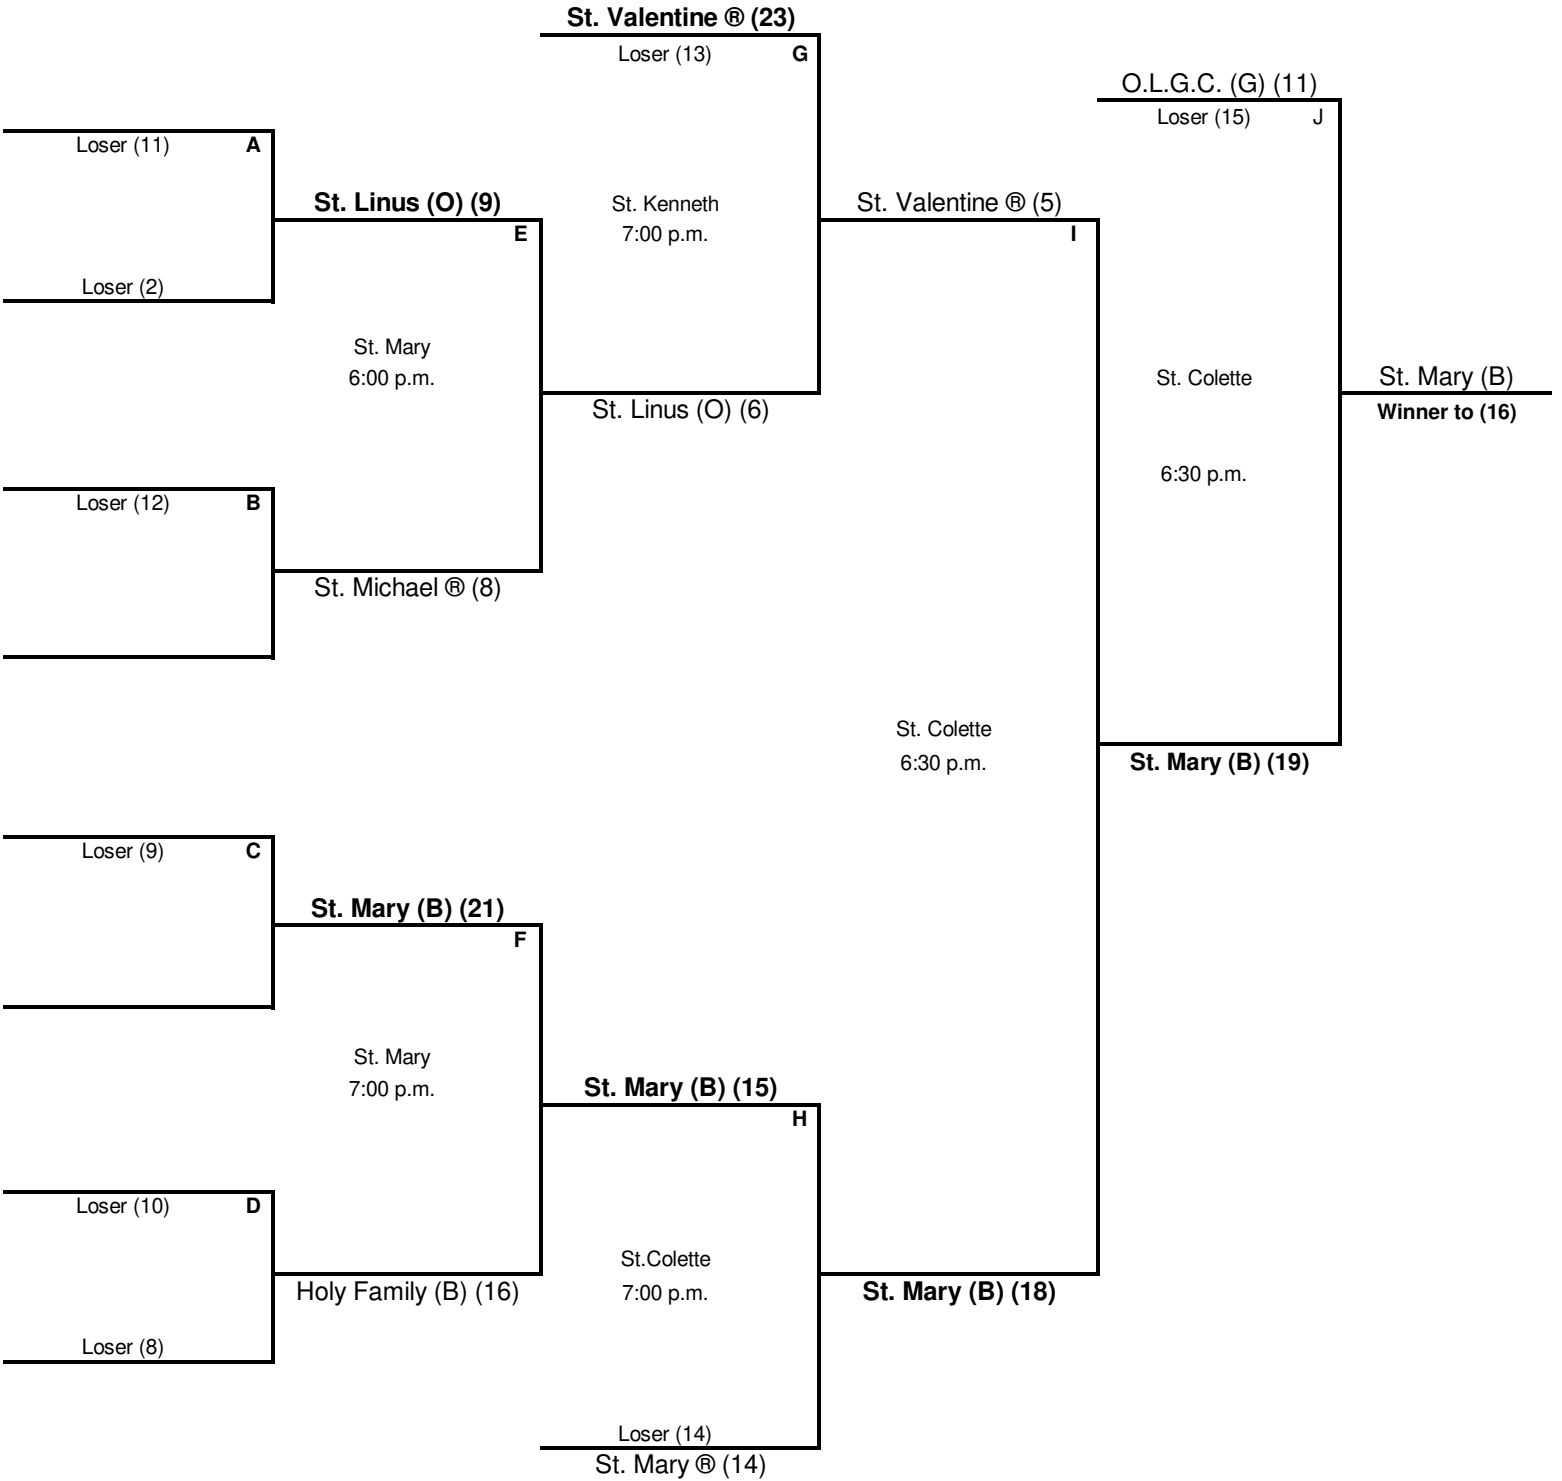 St. Valentine ® (23)
Loser (13) G
O.L.G.C. (G) (11)
Loser (15) J
Loser (11) A
St. Linus (O) (9)
E
St. Kenneth
7:00 p.m.
St. Valentine ® (5)
I
Loser (2)
St. Mary
6:00 p.m.
St. Linus (O) (6)
St. Colette
6:30 p.m.
St. Mary (B)
Winner to (16)
Loser (12) B
St. Michael ® (8)
St. Colette
6:30 p.m.
St. Mary (B) (19)
Loser (9) C
St. Mary (B) (21)
F
St. Mary
7:00 p.m.
St. Mary (B) (15)
H
Loser (10) D
Holy Family (B) (16)
St.Colette
7:00 p.m.
St. Mary (B) (18)
Loser (8)
Loser (14)
St. Mary ® (14)